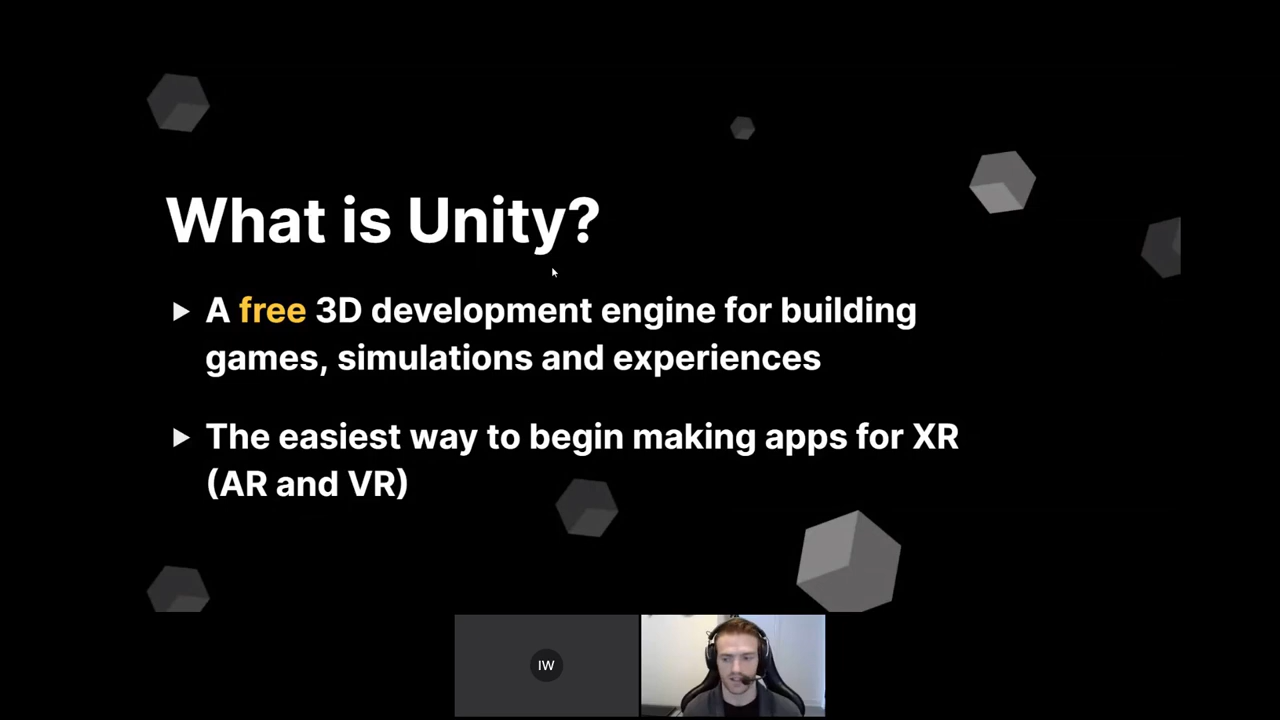 What is Unity?
A free 3D development engine for building
games, simulations and experiences
The easiest way to begin making apps for XR
(AR and VR)
IW